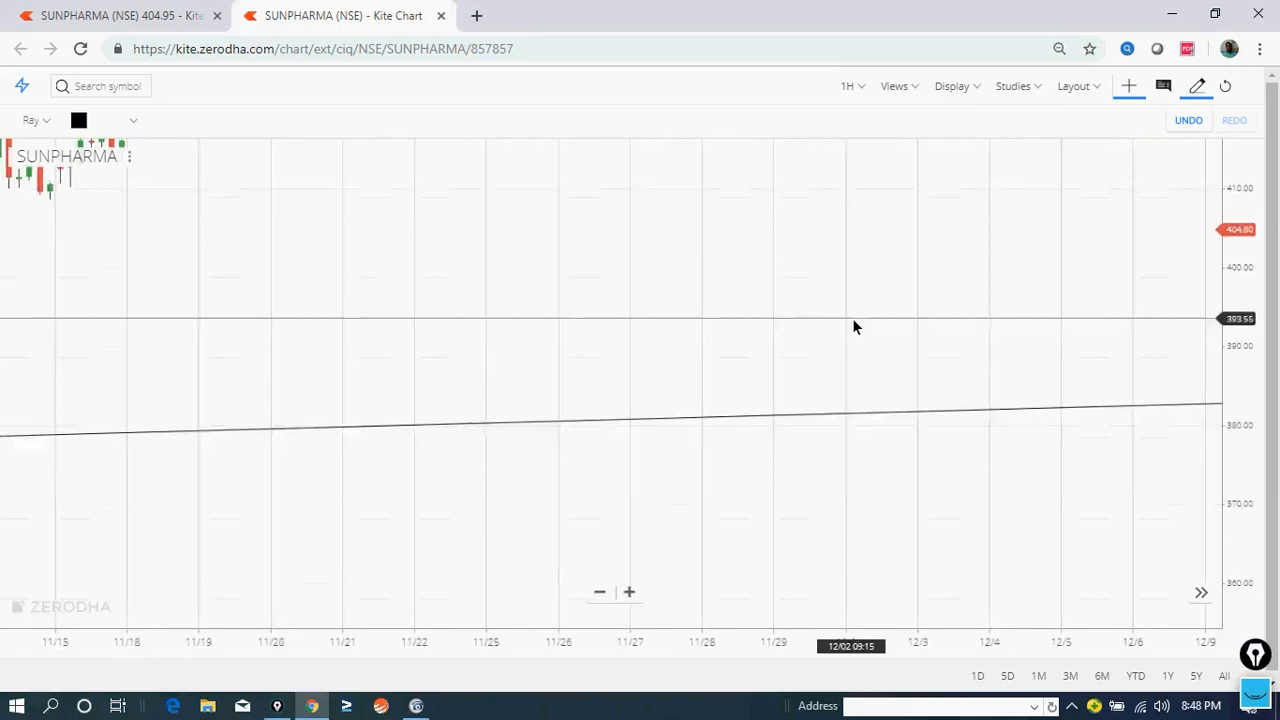 SUNPHARMA (NSE) 404.95 - Kite
SUNPHARMA (NSE) - Kite Chart
https://kite.zerodha.com/chart/ext/ciq/NSE/SUNPHARMA/857857
PDF
Search symbol
1H
Views
Display
Studies
Layout
Ray
UNDO
REDO
SUNPHARMA
410.00
404.80
400.00
393.55
390.00
380.00
370.00
360.00
ZERODHA
11/15 11/18 11/19 11/20 11/21 11/22 11/25 11/26 11/27 11/28 11/29 12/3 12/4 12/5 12/6 12/9
12/02 09:15
1D 5D 1M 3M 6M YTD 1Y 5Y All
Address
8:48 PM